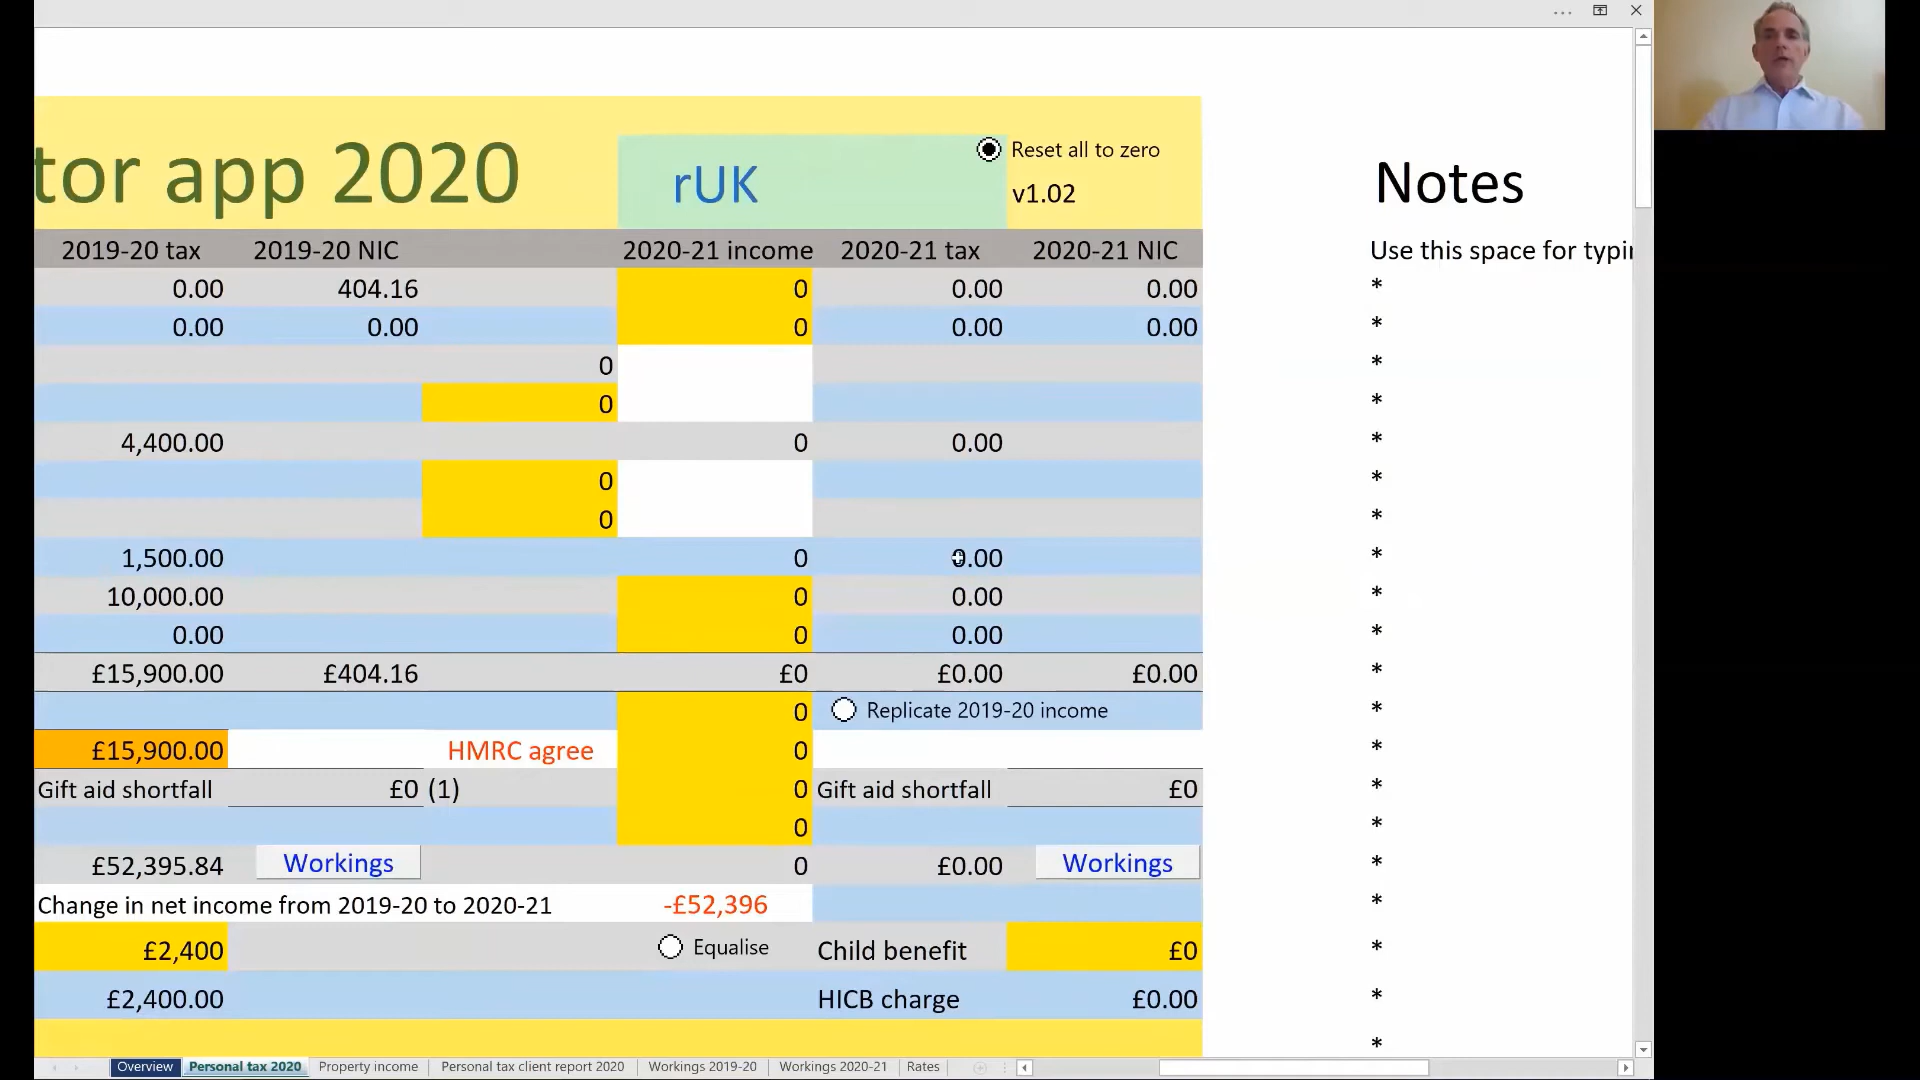 tor app 2020
rUK
Reset all to zero
v1.02
Notes
2019-20 tax 2019-20 NIC 2020-21 income 2020-21 tax 2020-21 NIC
Use this space for typi
0.00 404.16 0 0.00 0.00 *
0.00 0.00 0 0.00 0.00 *
0 *
0 *
4,400.00 0 0.00 *
0 *
0 *
1,500.00 0 0.00 *
10,000.00 0 0.00 *
0.00 0 0.00 *
£15,900.00 £404.16 £0 £0.00 £0.00 *
0 Replicate 2019-20 income *
£15,900.00 HMRC agree 0 *
Gift aid shortfall £0 (1) 0 Gift aid shortfall £0 *
0 *
£52,395.84 Workings 0 £0.00 Workings *
Change in net income from 2019-20 to 2020-21 -£52,396 *
£2,400 Equalise Child benefit £0 *
£2,400.00 HICB charge £0.00 *
*
Overview Personal tax 2020 Property income Personal tax client report 2020 Workings 2019-20 Workings 2020-21 Rates